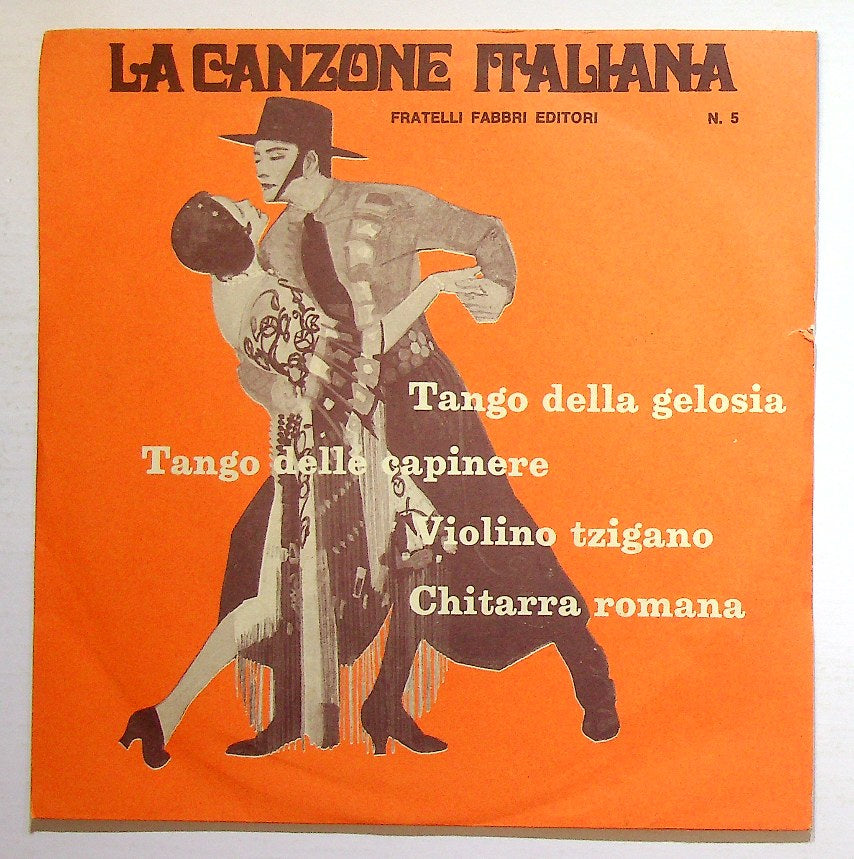 LA CANZONE ITALIANA
FRATELLI FABBRI EDITORI N. 5
Tango della gelosia
Tango delle capinere
Violino tzigano
Chitarra romana